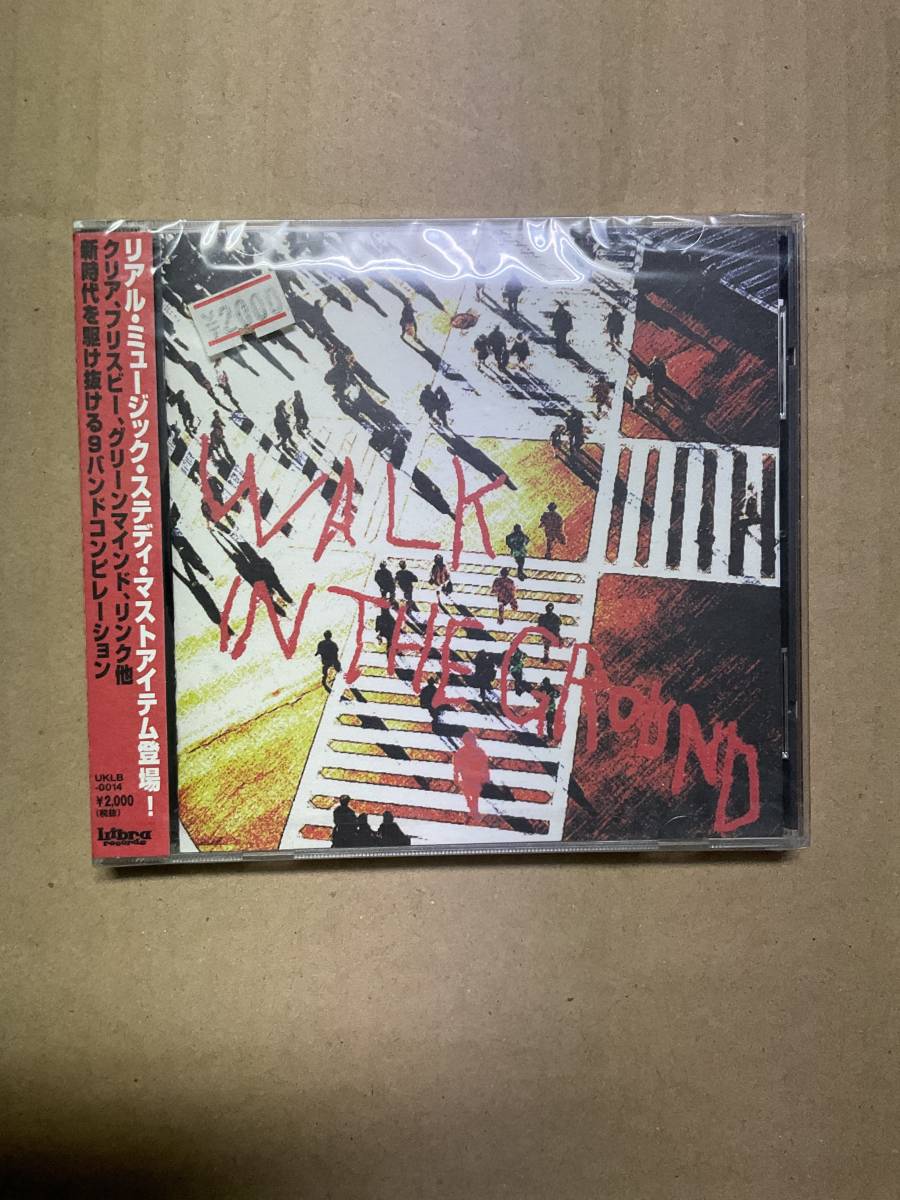 リアル・ミュージック・ステディ・マストアイテム登場!
クリア、フリスビー、グリーンマインド、リンク他
新時代を駆け抜ける9バンドコンピレーション
UKLB
-0014
¥2,000
(税抜)
Libra
records
¥2000
WALK
IN THE GROUND